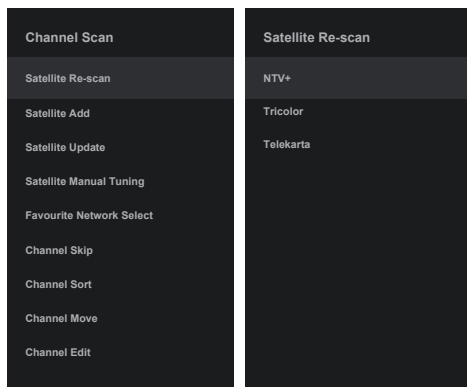 Channel Scan
Satellite Re-scan
Satellite Add
Satellite Update
Satellite Manual Tuning
Favourite Network Select
Channel Skip
Channel Sort
Channel Move
Channel Edit
Satellite Re-scan
NTV+
Tricolor
Telekarta